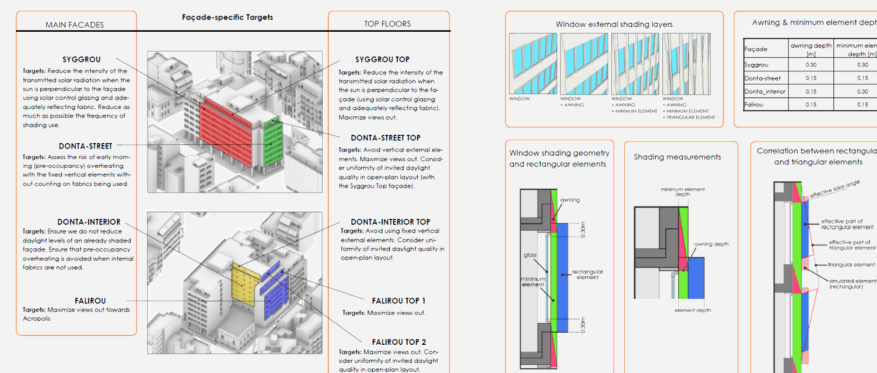 Façade-specific Targets
MAIN FACADES
TOP FLOORS
SYGGROU
Targets: Reduce the intensity of the
transmitted solar radiation when the
sun is perpendicular to the façade
using solar control glazing and ade-
quately reflecting fabric. Reduce as
much as possible the frequency of
shading use.
DONTA-STREET
Targets: Assess the risk of early morn-
ing (pre-occupancy) overheating
with the fixed vertical elements with-
out counting on fabrics being used.
DONTA-INTERIOR
Targets: Ensure we do not reduce
daylight levels of an already shaded
façade. Ensure that pre-occupancy
overheating is avoided when internal
fabrics are not used.
FALIROU
Targets: Maximize views out towards
Acropolis
SYGGROU TOP
Targets: Reduce the intensity of the
transmitted solar radiation when
the sun is perpendicular to the fa-
çade (using solar control glazing
and adequately reflecting fabric).
Maximize views out.
DONTA-STREET TOP
Targets: Avoid vertical external ele-
ments. Maximize views out. Consid-
er uniformity of invited daylight
quality in open-plan layout (with
the Syggrou Top façade).
DONTA-INTERIOR TOP
Targets: Avoid using fixed vertical
external elements. Consider uni-
formity of invited daylight quality in
open-plan layout.
FALIROU TOP 1
Targets: Maximize views out.
FALIROU TOP 2
Targets: Maximize views out. Con-
sider uniformity of invited daylight
quality in open-plan layout.
Window external shading layers
WINDOW
WINDOW
+ AWNING
WINDOW
+ AWNING
+ MINIMUM ELEMENT
WINDOW
+ AWNING
+ MINIMUM ELEMENT
+ TRIANGULAR ELEMENT
Awning & minimum element dept
Façade awning depth [m] minimum elem depth [m]
Syggrou 0.30 0.30
Donta-street 0.15 0.15
Donta_interior 0.15 0.30
Falirou 0.15 0.15
Window shading geometry
and rectangular elements
awning
0.30m
glass
rectangular
element
minimum
element
0.30m
Shading measurements
minimum element
depth
awning depth
element depth
Correlation between rectangula
and triangular elements
effective solar angle
effective part of
rectangular element
effective part of
triangular element
triangular element
simulated element
(rectangular)